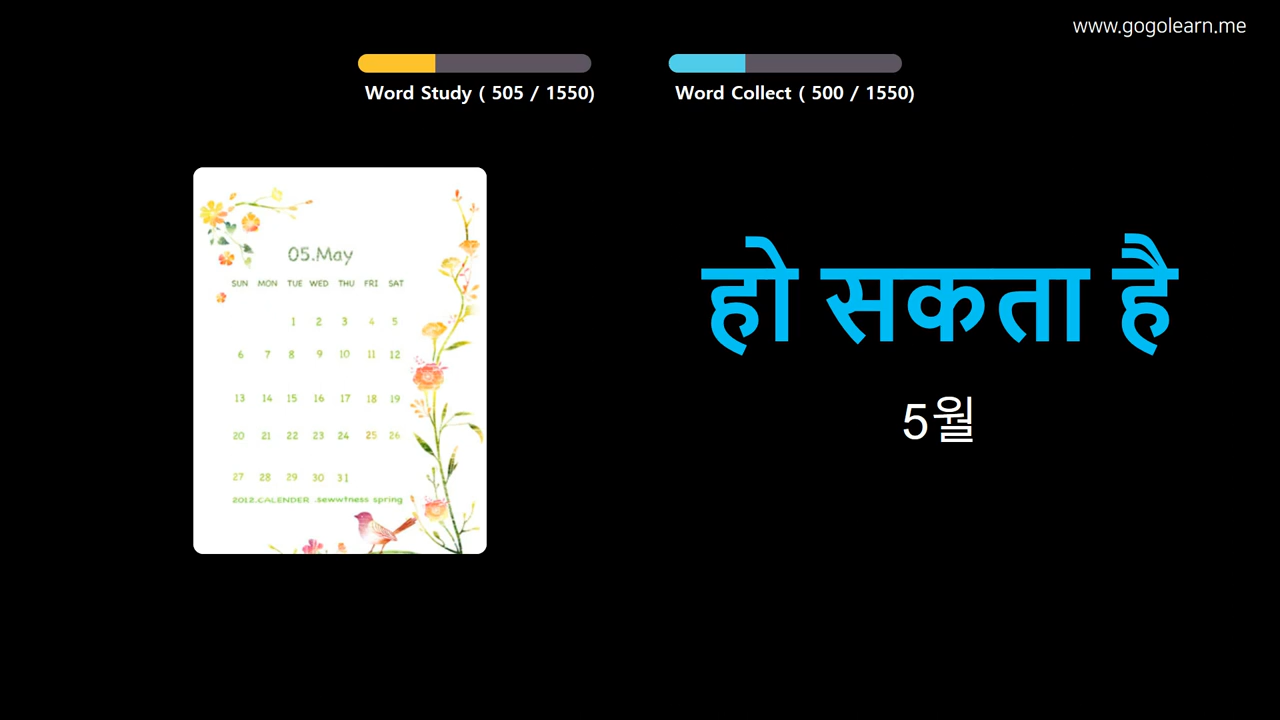 www.gogolearn.me
Word Study ( 505 / 1550)
Word Collect ( 500 / 1550)
05.May
SUN MON TUE WED THU FRI SAT
1 2 3 4 5
6 7 8 9 10 11 12
13 14 15 16 17 18 19
20 21 22 23 24 25 26
27 28 29 30 31
2012.CALENDER .sewwtness spring
हो सकता है
5월